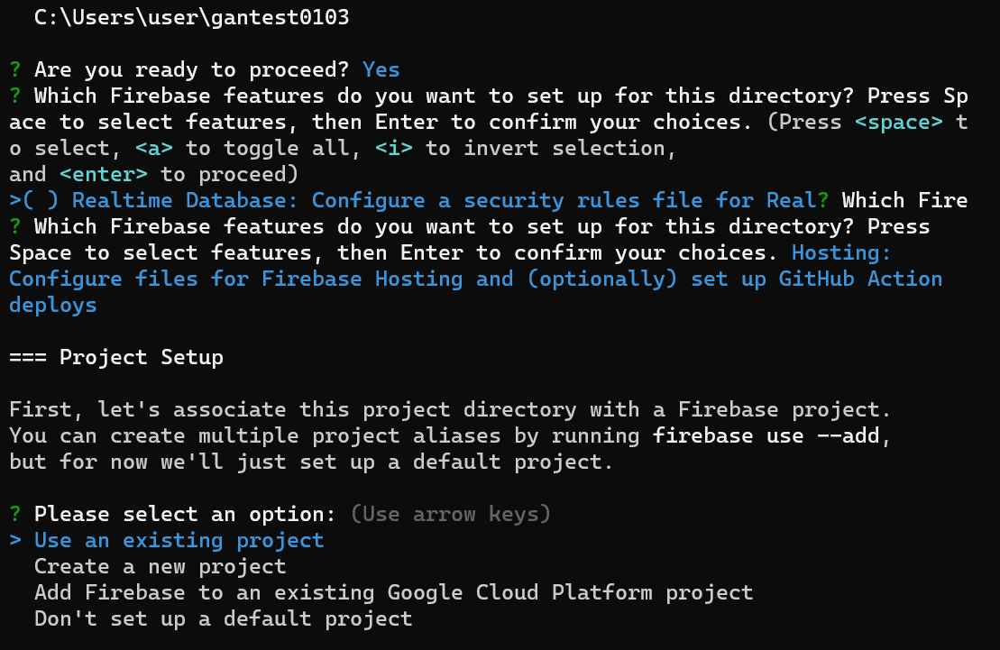 C:\Users\user\gantest0103
? Are you ready to proceed? Yes
? Which Firebase features do you want to set up for this directory? Press Sp
ace to select features, then Enter to confirm your choices. (Press <space> t
o select, <a> to toggle all, <i> to invert selection,
and <enter> to proceed)
>( ) Realtime Database: Configure a security rules file for Real? Which Fire
? Which Firebase features do you want to set up for this directory? Press
Space to select features, then Enter to confirm your choices. Hosting:
Configure files for Firebase Hosting and (optionally) set up GitHub Action
deploys
=== Project Setup
First, let's associate this project directory with a Firebase project.
You can create multiple project aliases by running firebase use --add,
but for now we'll just set up a default project.
? Please select an option: (Use arrow keys)
> Use an existing project
Create a new project
Add Firebase to an existing Google Cloud Platform project
Don't set up a default project